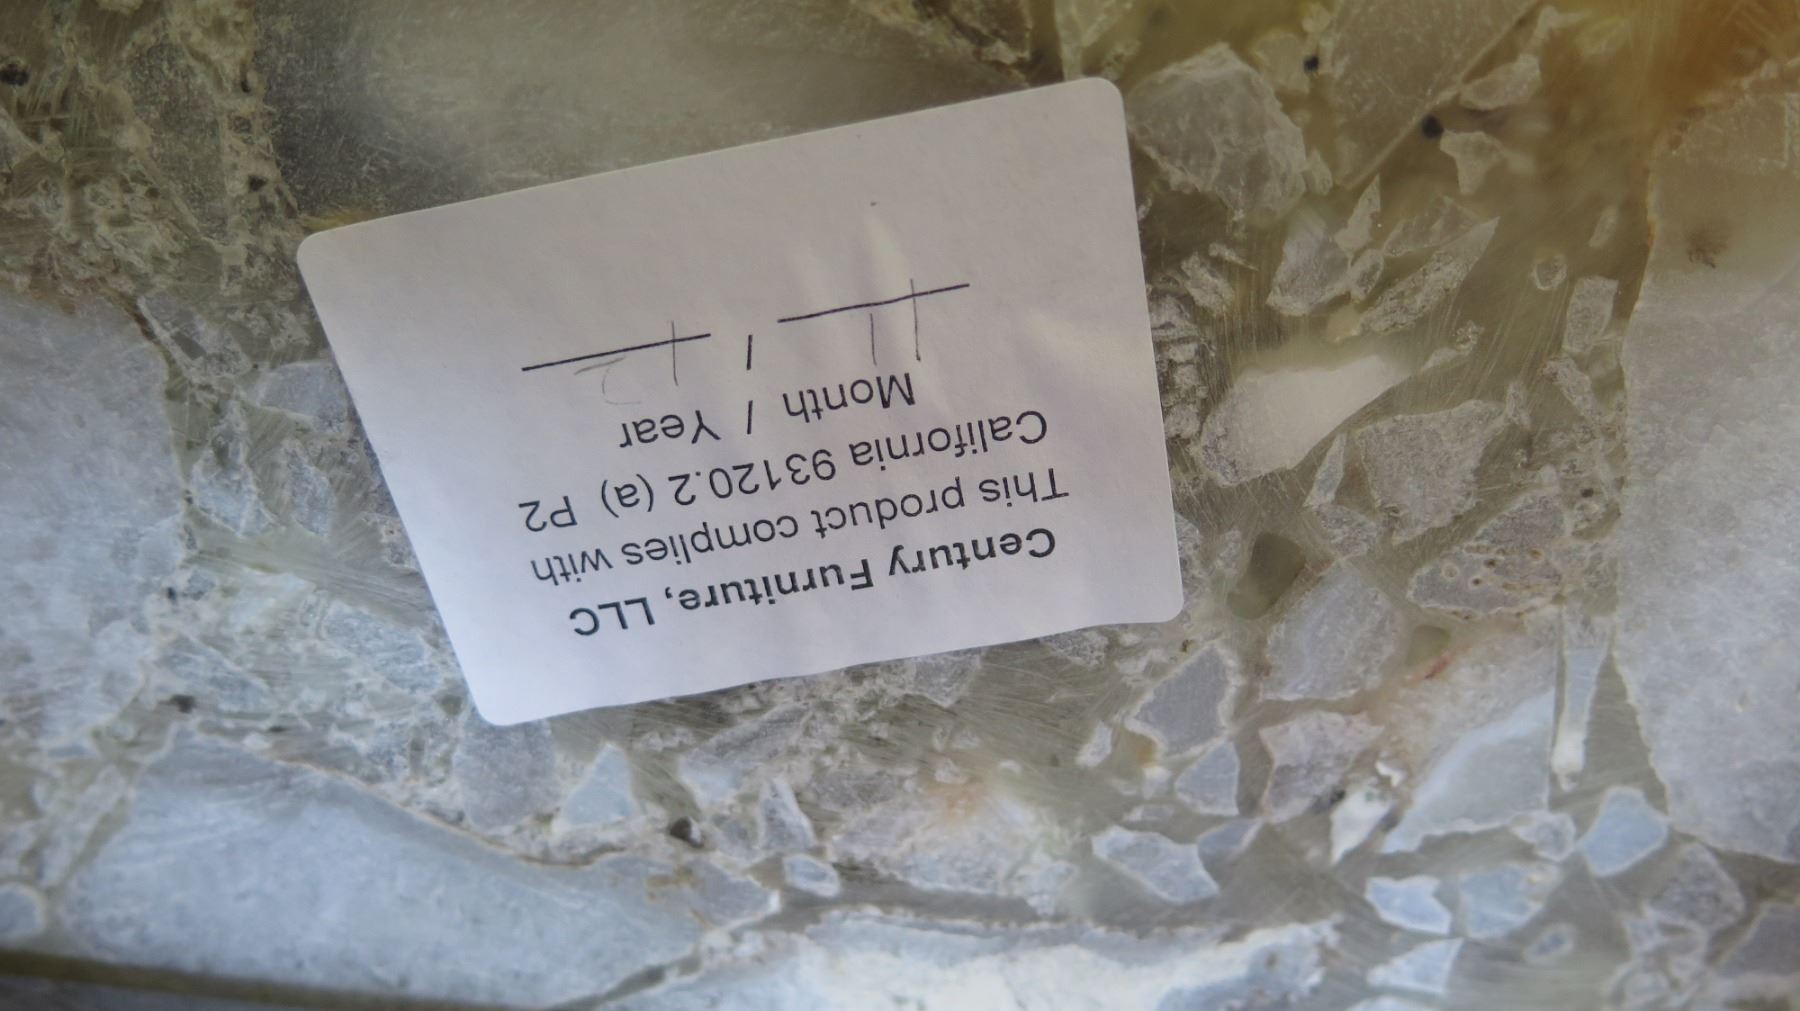 Century Furniture, LLC
This product complies with
California 93120.2 (a) P2
Month / Year
11 / 12